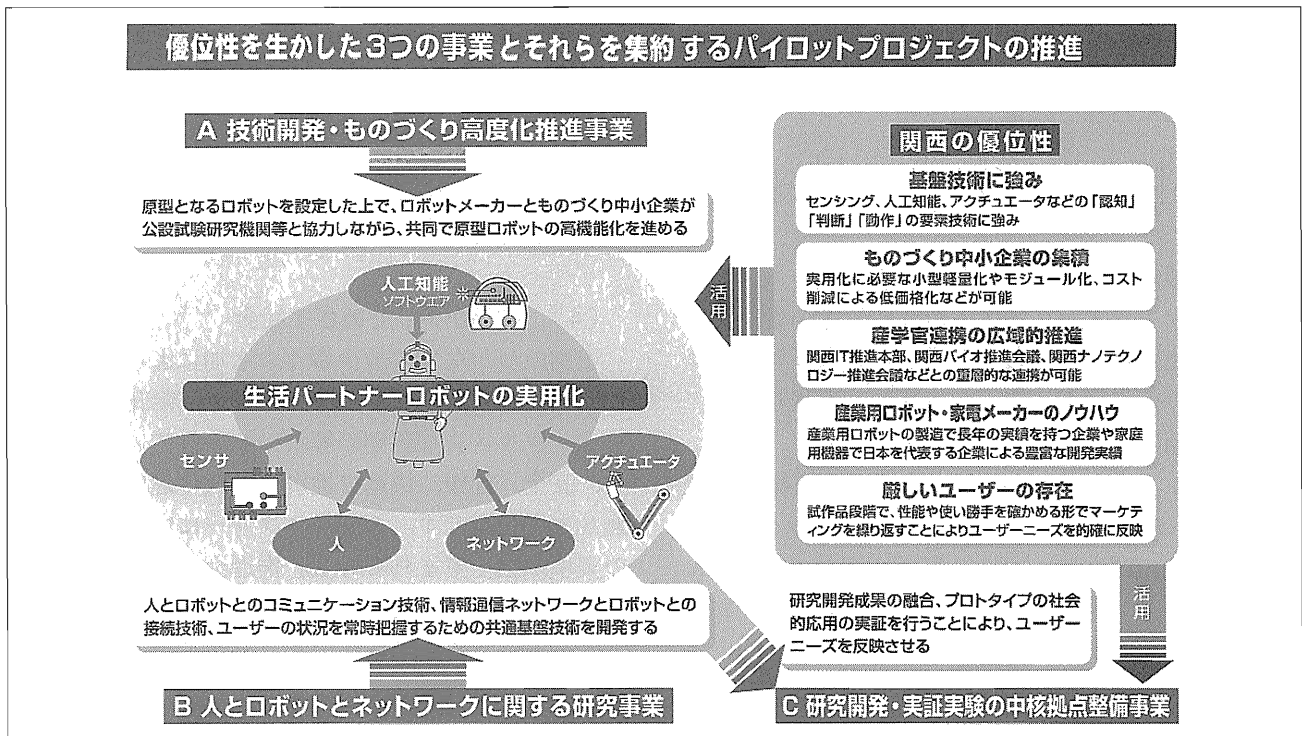 優位性を生かした3つの事業とそれらを集約するパイロットプロジェクトの推進
A 技術開発・ものづくり高度化推進事業
原型となるロボットを設定した上で、ロボットメーカーとものづくり中小企業が
公設試験研究機関等と協力しながら、共同で原型ロボットの高機能化を進める
人工知能
ソフトウエア
生活パートナーロボットの実用化
センサ
アクチュエータ
人
ネットワーク
人とロボットとのコミュニケーション技術、情報通信ネットワークとロボットとの
接続技術、ユーザーの状況を常時把握するための共通基盤技術を開発する
B 人とロボットとネットワークに関する研究事業
関西の優位性
基盤技術に強み
センシング、人工知能、アクチュエータなどの「認知」
「判断」「動作」の要素技術に強み
ものづくり中小企業の集積
実用化に必要な小型軽量化やモジュール化、コスト
削減による低価格化などが可能
産学官連携の広域的推進
関西IT推進本部、関西バイオ推進会議、関西ナノテクノ
ロジー推進会議などとの重層的な連携が可能
産業用ロボット・家電メーカーのノウハウ
産業用ロボットの製造で長年の実績を持つ企業や家庭
用機器で日本を代表する企業による豊富な開発実績
厳しいユーザーの存在
試作品段階で、性能や使い勝手を確かめる形でマーケテ
ィングを繰り返すことによりユーザーニーズを的確に反映
活用
活用
研究開発成果の融合、プロトタイプの社会
的応用の実証を行うことにより、ユーザー
ニーズを反映させる
C 研究開発・実証実験の中核拠点整備事業